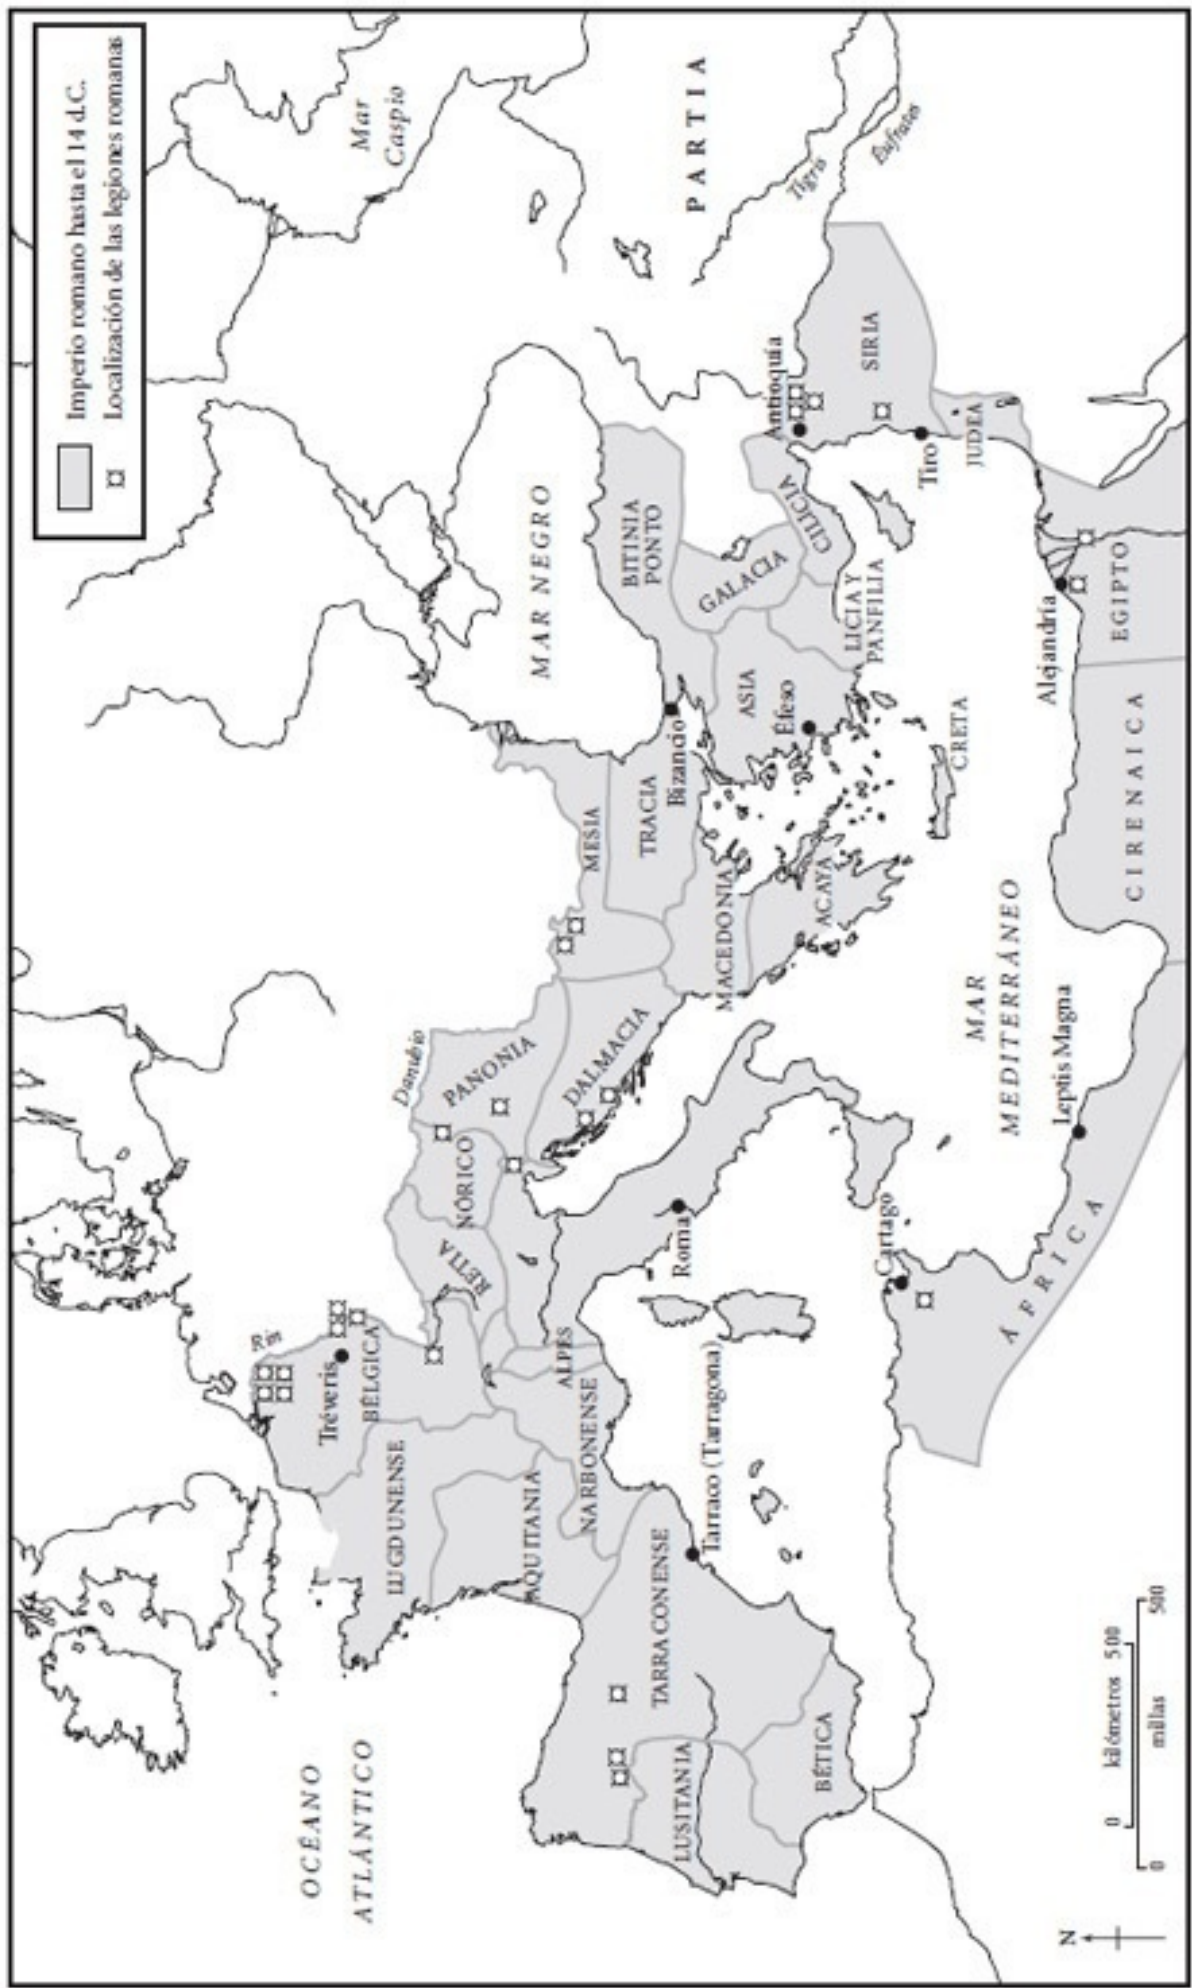 Imperio romano hasta el 14 d.C.
Localización de las legiones romanas
OCÉANO
ATLÁNTICO
Rin
Tréveris
BÉLGICA
LUGDUNENSE
AQUITANIA
NARBONENSE
ALPES
RETIA
NÓRICO
Danubio
PANONIA
DALMACIA
MESIA
TRACIA
Bizancio
MACEDONIA
ACAYA
MAR NEGRO
Mar
Caspio
PARTIA
Tigris
Éufrates
BITINIA
PONTO
GALACIA
ASIA
Éfeso
LICIA Y
PANFILIA
CILICIA
Antioquía
SIRIA
Tiro
JUDEA
CRETA
TARRACONENSE
LUSITANIA
BÉTICA
Tarraco (Tarragona)
Roma
Cartago
MAR
MEDITERRÁNEO
Leptis Magna
ÁFRICA
CIRENAICA
Alejandría
EGIPTO
N
0 kilómetros 500
0 millas 500